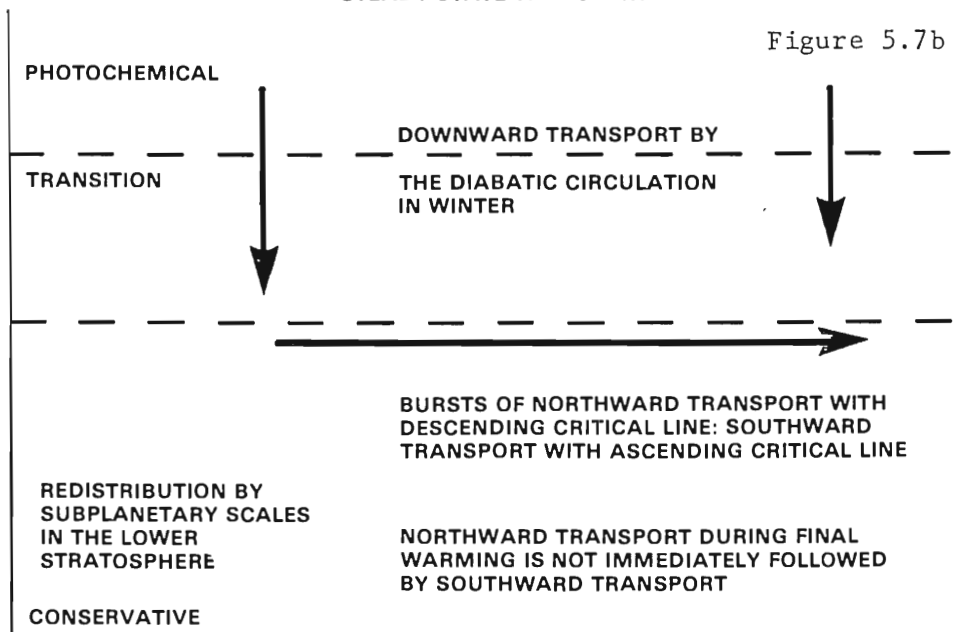 Figure 5.7b
PHOTOCHEMICAL
DOWNWARD TRANSPORT BY
TRANSITION
THE DIABATIC CIRCULATION
IN WINTER
BURSTS OF NORTHWARD TRANSPORT WITH
DESCENDING CRITICAL LINE: SOUTHWARD
TRANSPORT WITH ASCENDING CRITICAL LINE
REDISTRIBUTION BY
SUBPLANETARY SCALES
IN THE LOWER
STRATOSPHERE
NORTHWARD TRANSPORT DURING FINAL
WARMING IS NOT IMMEDIATELY FOLLOWED
BY SOUTHWARD TRANSPORT
CONSERVATIVE